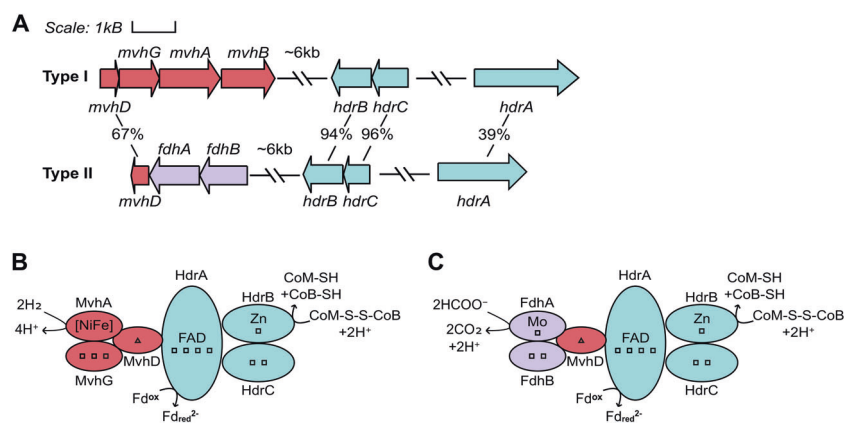 A
Scale: 1kB
mvhG mvhA mvhB ~6kb
Type I
mvhD hdrB hdrC hdrA
67% 94% 96% 39%
fdhA fdhB ~6kb
Type II
mvhD hdrB hdrC hdrA
B
HdrA
CoM-SH
+CoB-SH
2H₂ MvhA HdrB
4H⁺ [NiFe] FAD Zn CoM-S-S-CoB
+2H⁺
MvhG MvhD HdrC
Fdᵒˣ
Fdred²⁻
C
HdrA
CoM-SH
+CoB-SH
2HCOO⁻ FdhA HdrB
2CO₂ Mo FAD Zn CoM-S-S-CoB
+2H⁺ +2H⁺
FdhB MvhD HdrC
Fdᵒˣ
Fdred²⁻